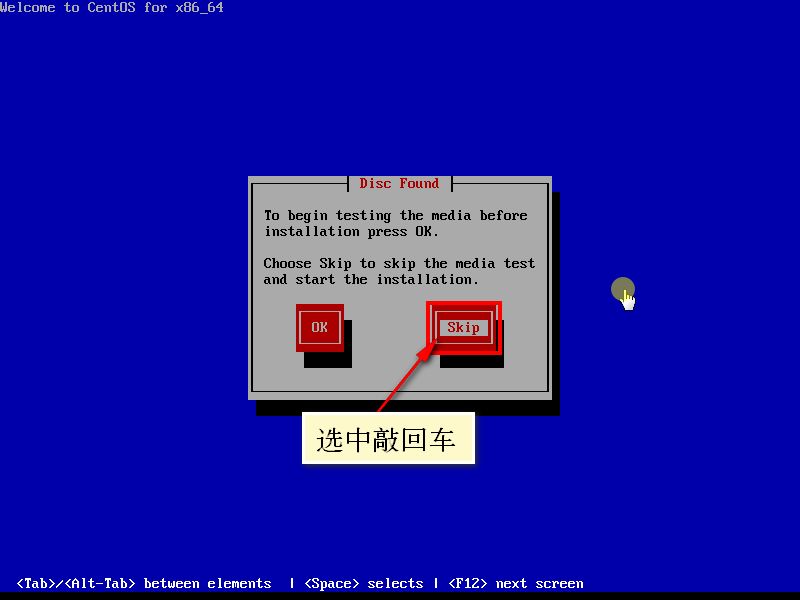 Welcome to CentOS for x86_64
Disc Found
To begin testing the media before
installation press OK.
Choose Skip to skip the media test
and start the installation.
OK Skip
选中敲回车
<Tab>/<Alt-Tab> between elements | <Space> selects | <F12> next screen